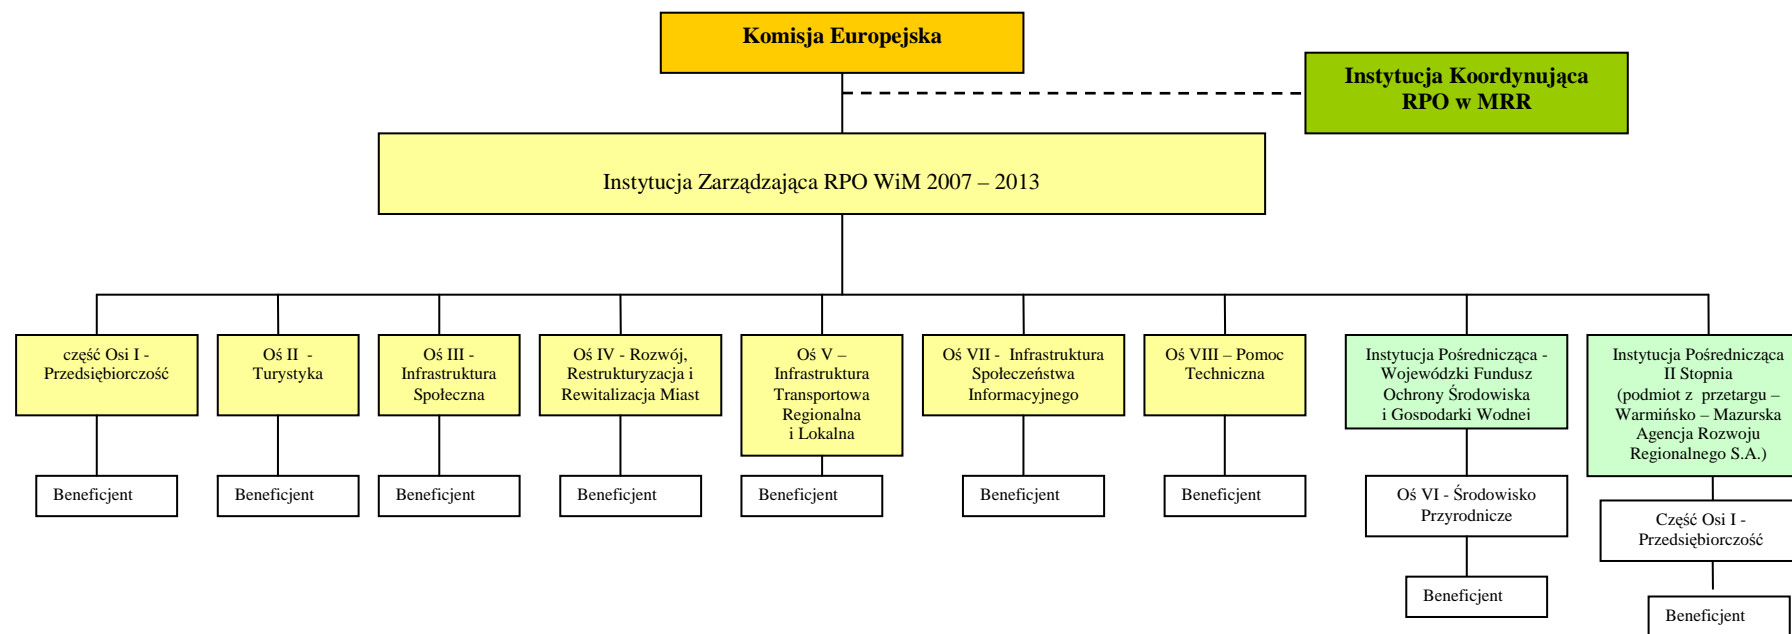 Komisja Europejska
Instytucja Koordynująca
RPO w MRR
Instytucja Zarządzająca RPO WiM 2007 – 2013
część Osi I -
Przedsiębiorczość
Oś II -
Turystyka
Oś III -
Infrastruktura
Społeczna
Oś IV - Rozwój,
Restrukturyzacja i
Rewitalizacja Miast
Oś V –
Infrastruktura
Transportowa
Regionalna
i Lokalna
Oś VII - Infrastruktura
Społeczeństwa
Informacyjnego
Oś VIII – Pomoc
Techniczna
Instytucja Pośrednicząca -
Wojewódzki Fundusz
Ochrony Środowiska
i Gospodarki Wodnej
Instytucja Pośrednicząca
II Stopnia
(podmiot z przetargu –
Warmińsko – Mazurska
Agencja Rozwoju
Regionalnego S.A.)
Beneficjent
Beneficjent
Beneficjent
Beneficjent
Beneficjent
Beneficjent
Beneficjent
Oś VI - Środowisko
Przyrodnicze
Część Osi I -
Przedsiębiorczość
Beneficjent
Beneficjent